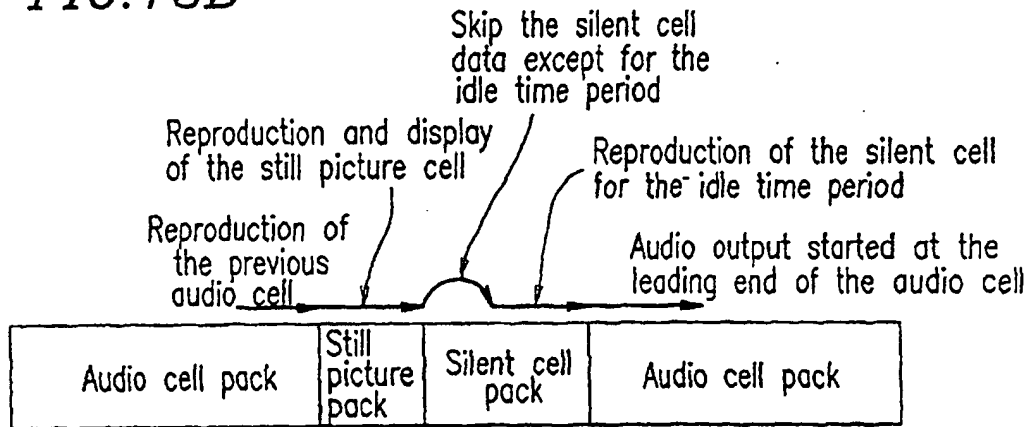 Skip the silent cell
data except for the
idle time period
Reproduction and display
of the still picture cell
Reproduction of the silent cell
for the idle time period
Reproduction of
the previous
audio cell
Audio output started at the
leading end of the audio cell
Audio cell pack
Still
picture
pack
Silent cell
pack
Audio cell pack